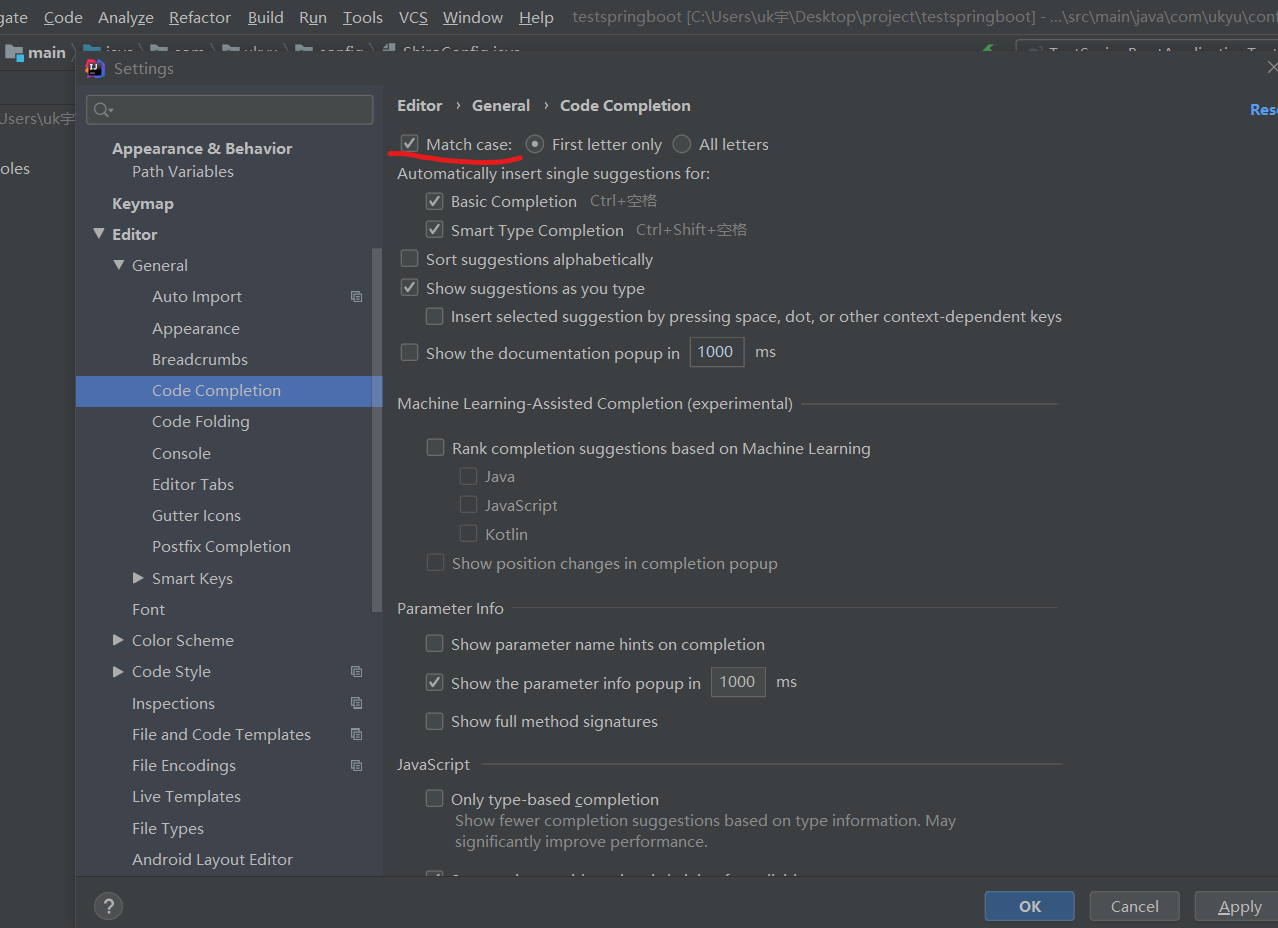 gate Code Analyze Refactor Build Run Tools VCS Window Help testspringboot [C:\Users\uk宇\Desktop\project\testspringboot] - ...\src\main\java\com\ukyu\conf
main
Settings
Users\uk宇
oles
Appearance & Behavior
Path Variables
Keymap
Editor
General
Auto Import
Appearance
Breadcrumbs
Code Completion
Code Folding
Console
Editor Tabs
Gutter Icons
Postfix Completion
Smart Keys
Font
Color Scheme
Code Style
Inspections
File and Code Templates
File Encodings
Live Templates
File Types
Android Layout Editor
Editor › General › Code Completion
Rese
Match case: First letter only All letters
Automatically insert single suggestions for:
Basic Completion Ctrl+空格
Smart Type Completion Ctrl+Shift+空格
Sort suggestions alphabetically
Show suggestions as you type
Insert selected suggestion by pressing space, dot, or other context-dependent keys
Show the documentation popup in 1000 ms
Machine Learning-Assisted Completion (experimental)
Rank completion suggestions based on Machine Learning
Java
JavaScript
Kotlin
Show position changes in completion popup
Parameter Info
Show parameter name hints on completion
Show the parameter info popup in 1000 ms
Show full method signatures
JavaScript
Only type-based completion
Show fewer completion suggestions based on type information. May
significantly improve performance.
? OK Cancel Apply